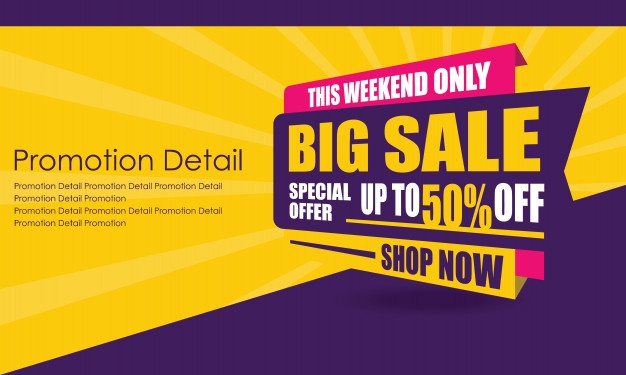 Promotion Detail
Promotion Detail Promotion Detail Promotion Detail
Promotion Detail Promotion
Promotion Detail Promotion Detail Promotion Detail
Promotion Detail Promotion
THIS WEEKEND ONLY
BIG SALE
SPECIAL OFFER UP TO 50% OFF
SHOP NOW